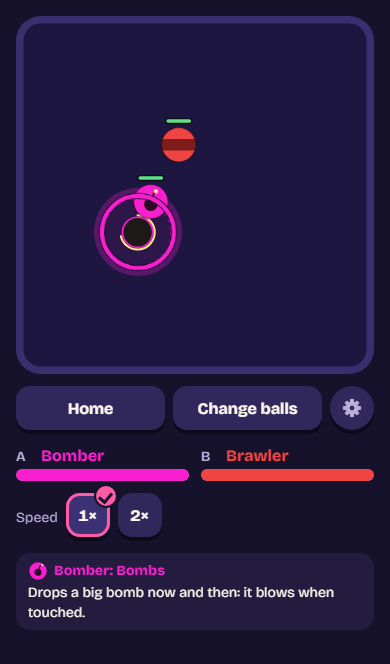 Home
Change balls
A Bomber
B Brawler
Speed
1×
2×
Bomber: Bombs
Drops a big bomb now and then: it blows when
touched.